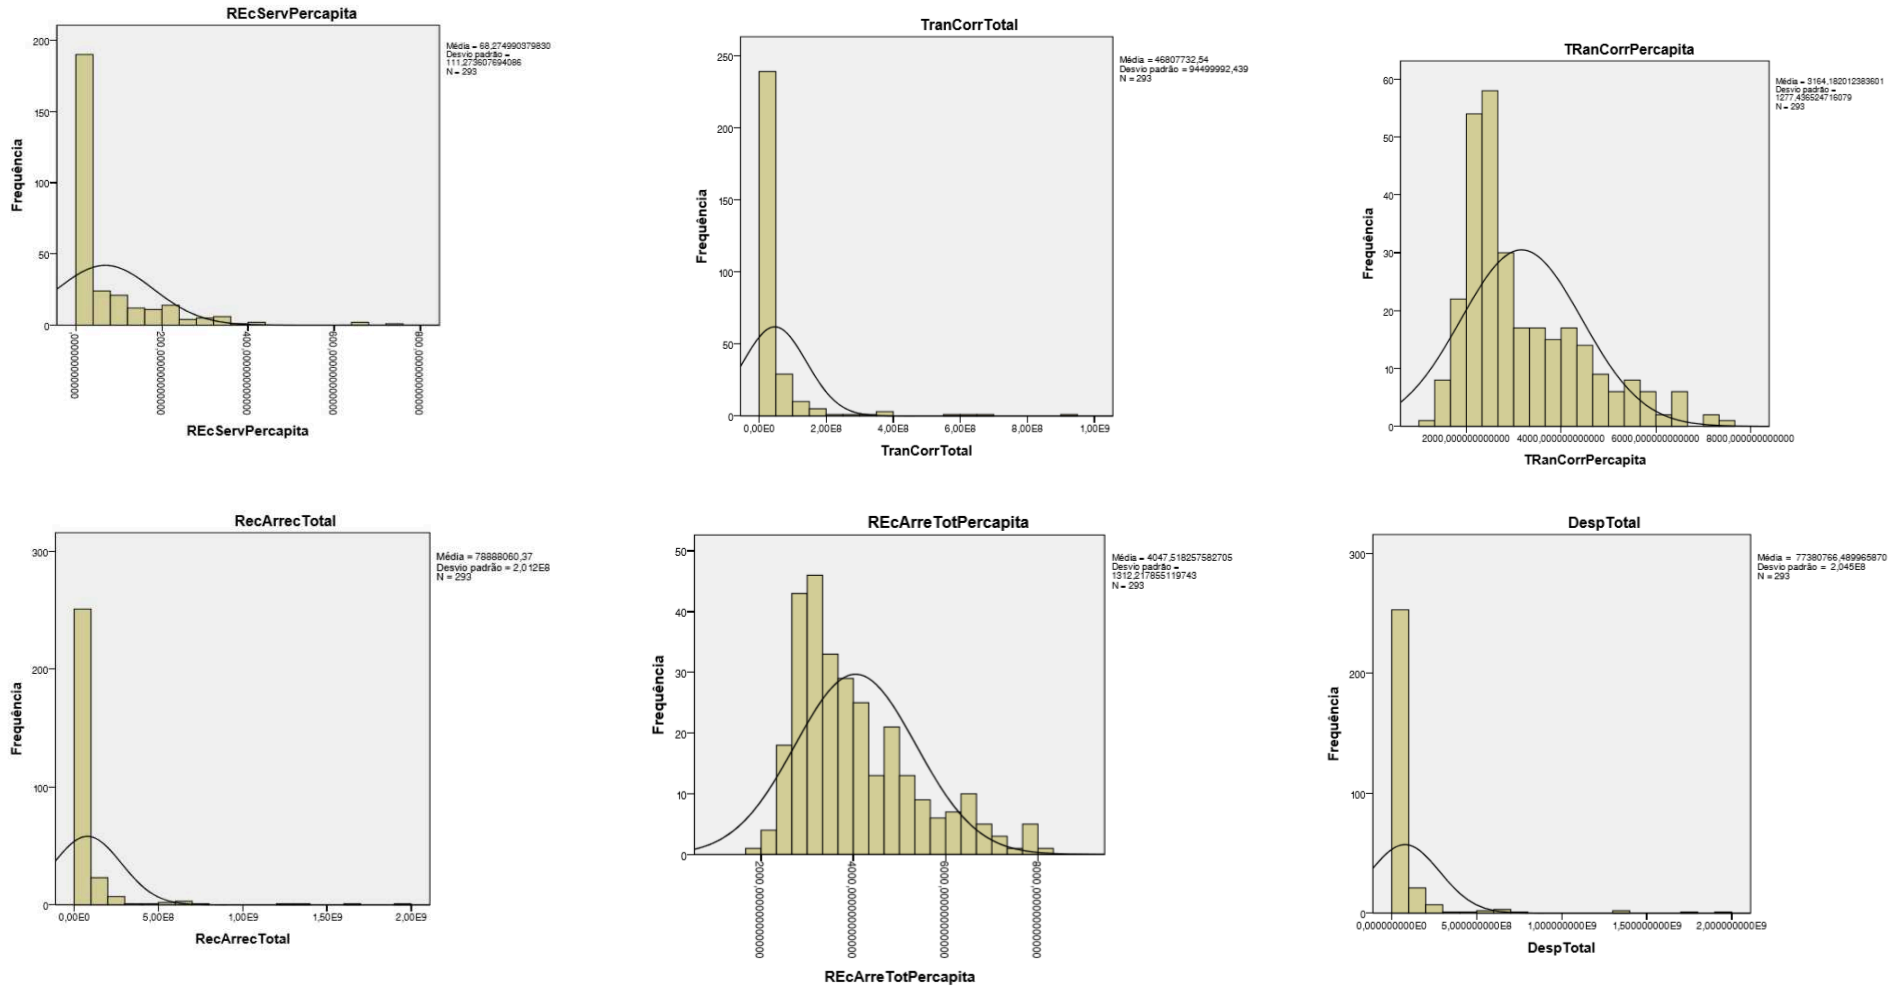 REcServPercapita
Média = 68,274990379830
Desvio padrão =
111,273607694086
N = 293
200
150
100
50
0
Frequência
,000000000000
200,000000000000
400,000000000000
600,000000000000
800,000000000000
REcServPercapita
TranCorrTotal
Média = 46807732,54
Desvio padrão = 94499992,439
N = 293
250
200
150
100
50
0
Frequência
0,00E0
2,00E8
4,00E8
6,00E8
8,00E8
1,00E9
TranCorrTotal
TRanCorrPercapita
Média = 3164,182012383601
Desvio padrão =
1277,436524716079
N = 293
60
50
40
30
20
10
0
Frequência
2000,000000000000
4000,000000000000
6000,000000000000
8000,000000000000
TRanCorrPercapita
RecArrecTotal
Média = 78888060,37
Desvio padrão = 2,012E8
N = 293
300
200
100
0
Frequência
0,00E0
5,00E8
1,00E9
1,50E9
2,00E9
RecArrecTotal
REcArreTotPercapita
Média = 4047,518257582705
Desvio padrão =
1312,217855119743
N = 293
50
40
30
20
10
0
Frequência
2000,000000000000
4000,000000000000
6000,000000000000
8000,000000000000
REcArreTotPercapita
DespTotal
Média = 77380766,489965870
Desvio padrão = 2,045E8
N = 293
300
200
100
0
Frequência
0,000000000E0
5,000000000E8
1,000000000E9
1,500000000E9
2,000000000E9
DespTotal